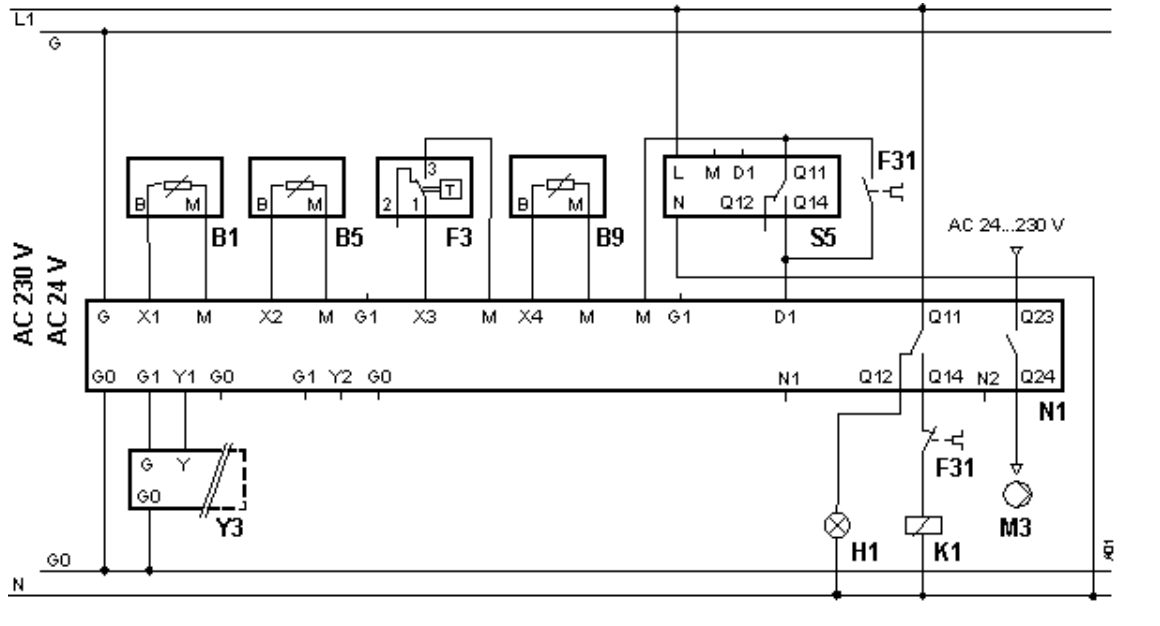 L1
G
AC 230 V
AC 24 V
B M
B1
B M
B5
3
2 1 T
F3
B M
B9
L M D1 Q11
N Q12 Q14
S5
F31
AC 24...230 V
G X1 M X2 M G1 X3 M X4 M M G1 D1 Q11 Q23
G0 G1 Y1 G0 G1 Y2 G0 N1 Q12 Q14 N2 Q24
N1
G Y
G0
Y3
F31
H1
K1
M3
A01
G0
N